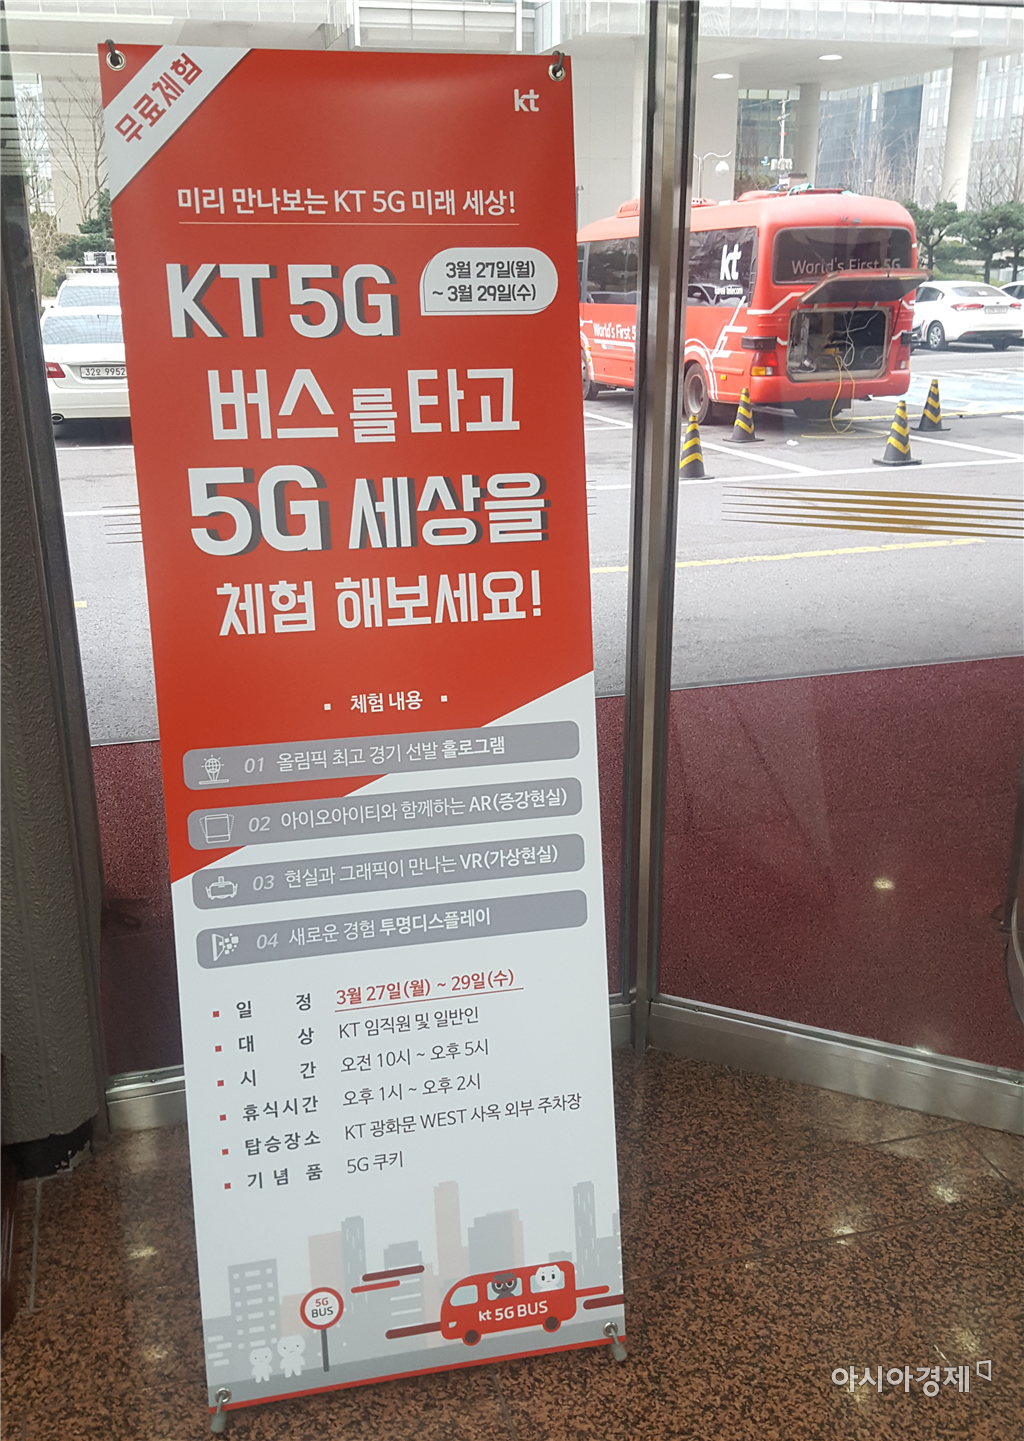 무료체험
kt
미리 만나보는 KT 5G 미래 세상!
KT 5G
3월 27일(월)
~ 3월 29일(수)
버스를 타고
5G 세상을
체험 해보세요!
체험 내용
01 올림픽 최고 경기 선발 홀로그램
02 아이오아이티와 함께하는 AR(증강현실)
03 현실과 그래픽이 만나는 VR(가상현실)
04 새로운 경험 투명디스플레이
일 정 3월 27일(월) ~ 29일(수)
대 상 KT 임직원 및 일반인
시 간 오전 10시 ~ 오후 5시
휴식시간 오후 1시 ~ 오후 2시
탑승장소 KT 광화문 WEST 사옥 외부 주차장
기 념 품 5G 쿠키
5G
BUS
kt 5G BUS
kt
World's First 5G
World's First 5
32오 9952
아시아경제